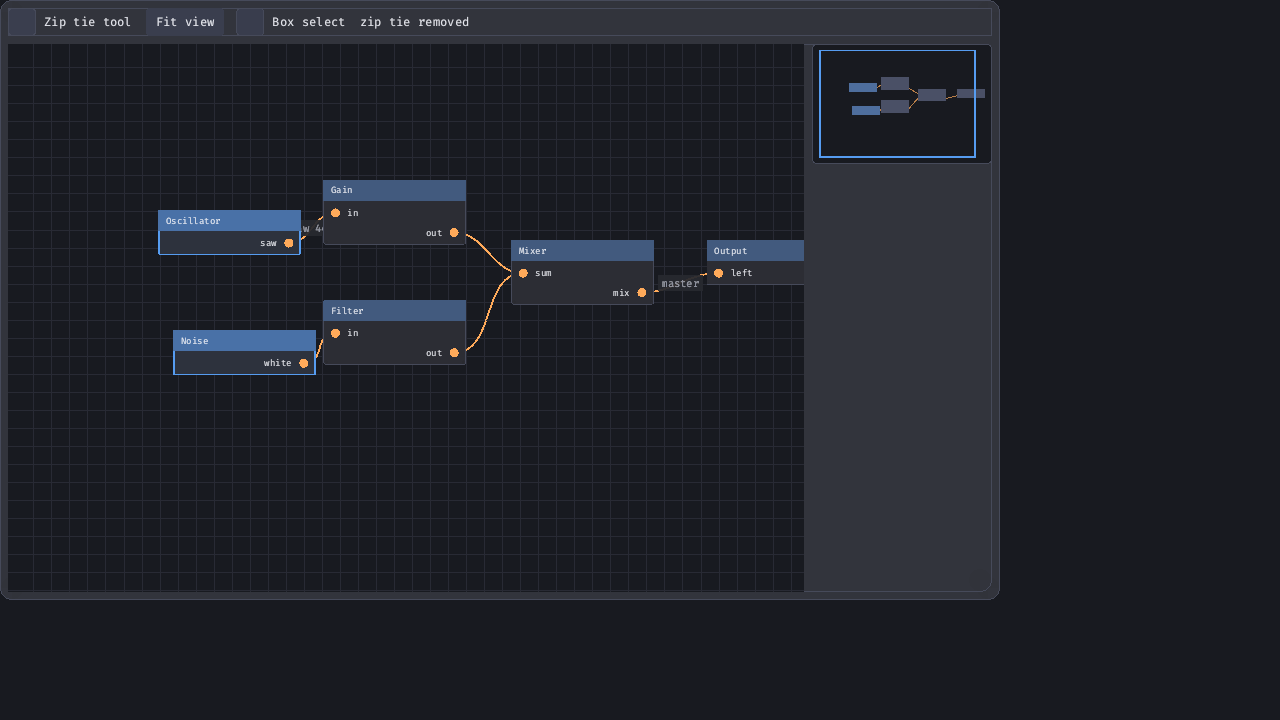 Zip tie tool Fit view Box select zip tie removed
Gain
in
out
Oscillator
saw
Mixer
sum
mix
master
Output
left
Filter
in
out
Noise
white